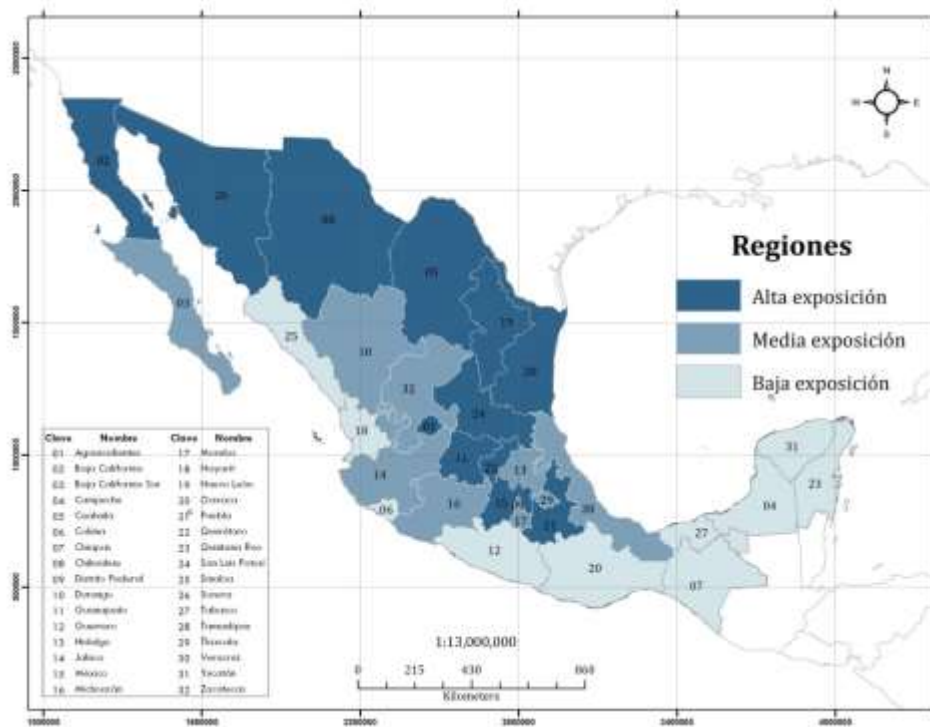 Regiones
Alta exposición
Media exposición
Baja exposición
02
26
08
05
03
25
10
19
28
32
24
01
18
11
22
13
14
16
15
29
30
06
17
21
12
20
31
23
04
27
07
Clave Nombre Clave Nombre
01 Aguascalientes 17 Morelos
02 Baja California 18 Nayarit
03 Baja California Sur 19 Nuevo León
04 Campeche 20 Oaxaca
05 Coahuila 21 Puebla
06 Colima 22 Querétaro
07 Chiapas 23 Quintana Roo
08 Chihuahua 24 San Luis Potosí
09 Distrito Federal 25 Sinaloa
10 Durango 26 Sonora
11 Guanajuato 27 Tabasco
12 Guerrero 28 Tamaulipas
13 Hidalgo 29 Tlaxcala
14 Jalisco 30 Veracruz
15 México 31 Yucatán
16 Michoacán 32 Zacatecas
1:13,000,000
0 215 430 860
Kilometers